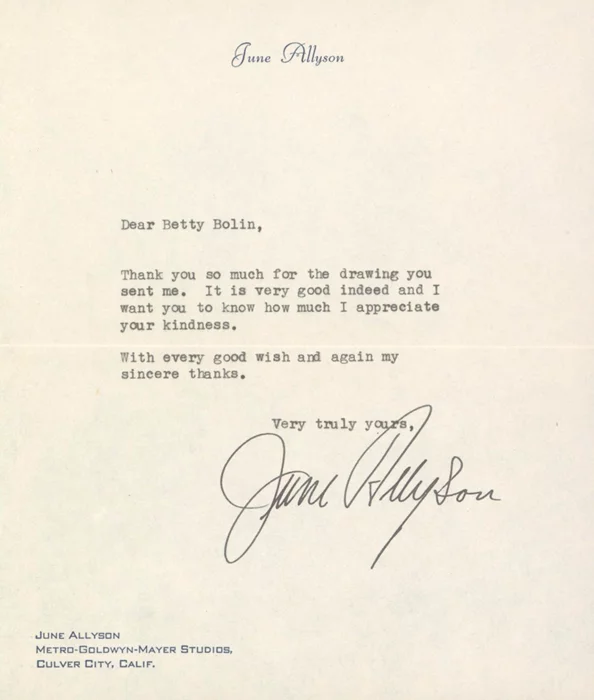 June Allyson
Dear Betty Bolin,
Thank you so much for the drawing you
sent me. It is very good indeed and I
want you to know how much I appreciate
your kindness.
With every good wish and again my
sincere thanks.
Very truly yours,
June Allyson
JUNE ALLYSON
METRO-GOLDWYN-MAYER STUDIOS,
CULVER CITY, CALIF.